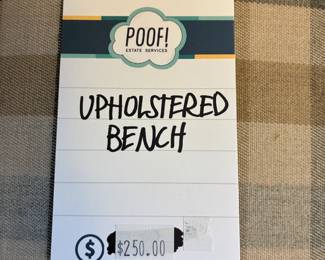 POOF!
ESTATE SERVICES
UPHOLSTERED
BENCH
$ $250.00